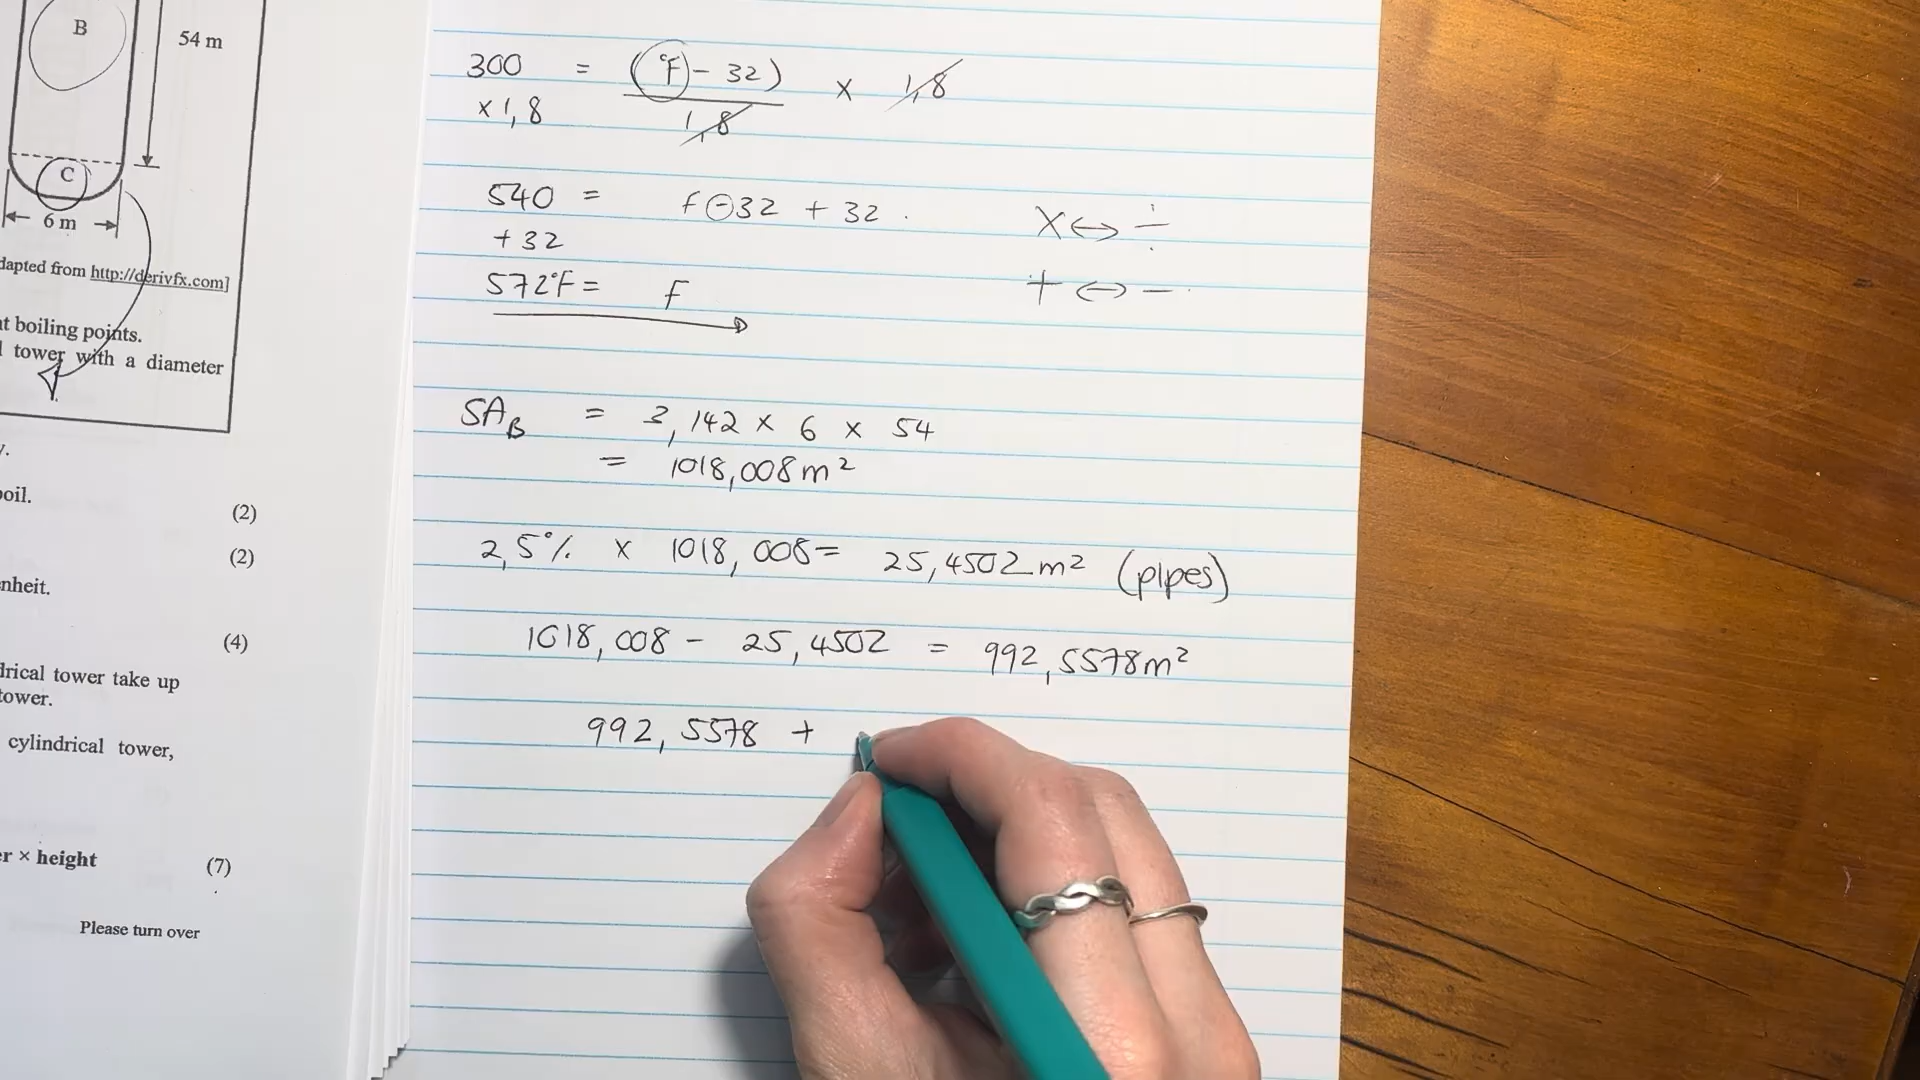 B
54 m
C
6 m
dapted from http://derivfx.com]
at boiling points.
tower with a diameter
oil.
(2)
(2)
nheit.
(4)
drical tower take up
tower.
cylindrical tower,
r × height (7)
Please turn over
300 = (°F - 32) x 1,8
x 1,8 1,8
540 = f - 32 + 32 .
+ 32
572°F = F
X ↔ ÷
+ ↔ -
SA_B = 3,142 x 6 x 54
= 1018,008 m²
2,5% x 1018,008 = 25,4502 m² (pipes)
1018,008 - 25,4502 = 992,5578 m²
992,5578 +